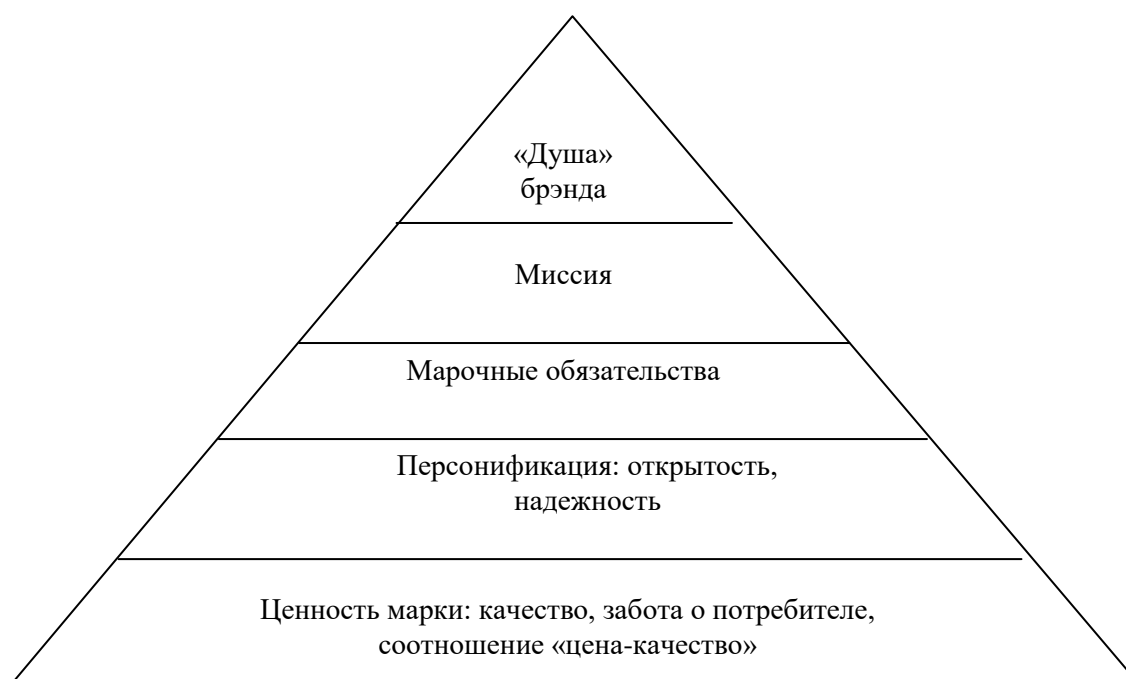 «Душа»
брэнда
Миссия
Марочные обязательства
Персонификация: открытость,
надежность
Ценность марки: качество, забота о потребителе,
соотношение «цена-качество»